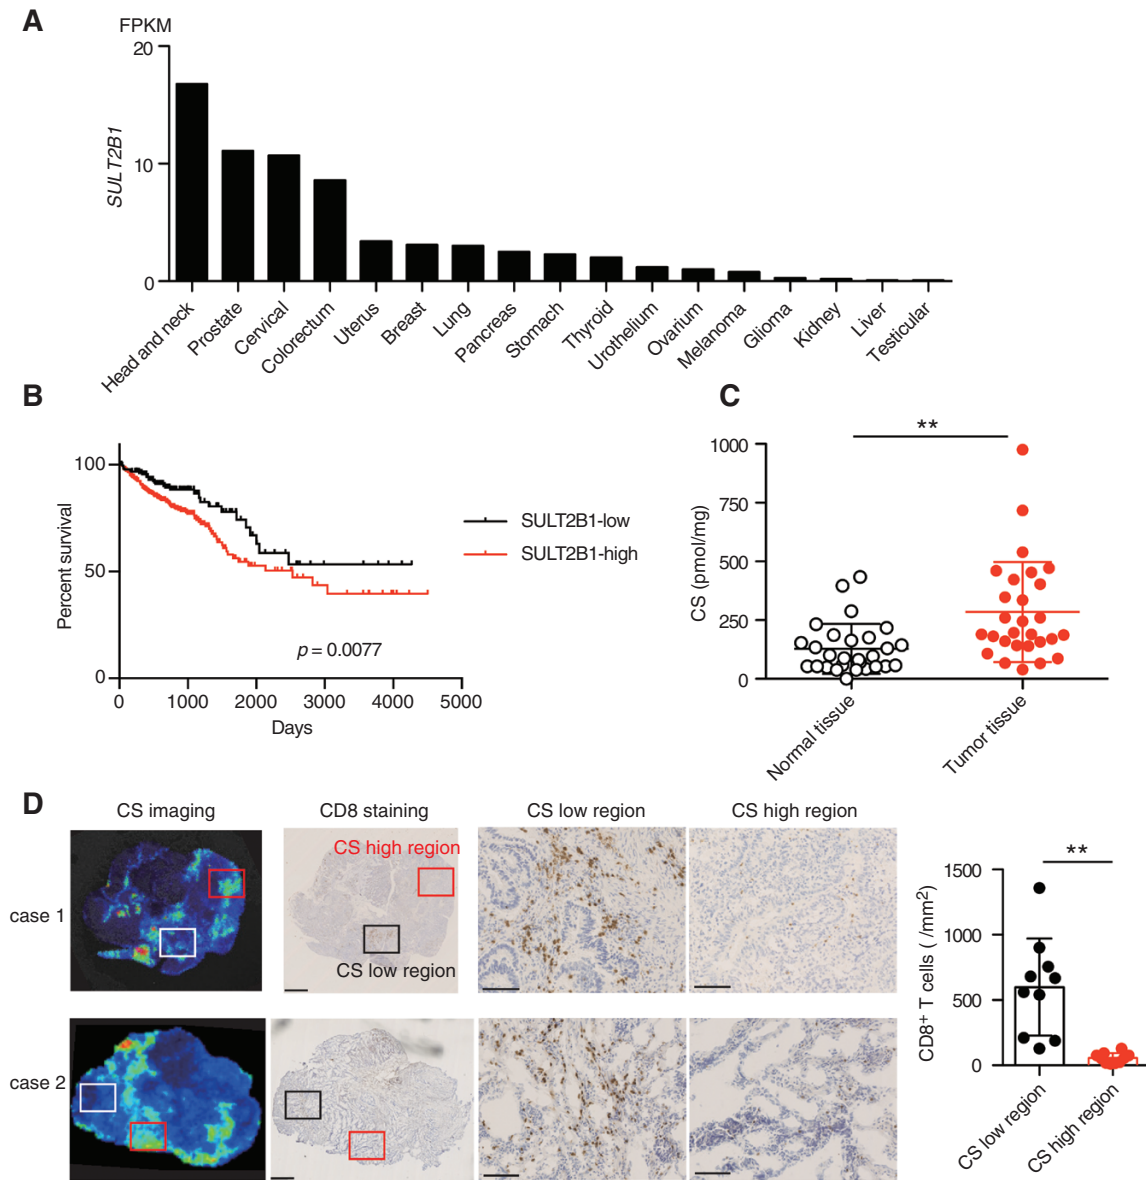 A
FPKM
20
10
0
SULT2B1
Head and neck
Prostate
Cervical
Colorectum
Uterus
Breast
Lung
Pancreas
Stomach
Thyroid
Urothelium
Ovarium
Melanoma
Glioma
Kidney
Liver
Testicular
B
100
50
0
Percent survival
0 1000 2000 3000 4000 5000
Days
p = 0.0077
SULT2B1-low
SULT2B1-high
C
**
1000
750
500
250
0
CS (pmol/mg)
Normal tissue
Tumor tissue
D
CS imaging
CD8 staining
CS low region
CS high region
case 1
CS high region
CS low region
case 2
**
1500
1000
500
0
CD8+ T cells ( /mm2)
CS low region
CS high region